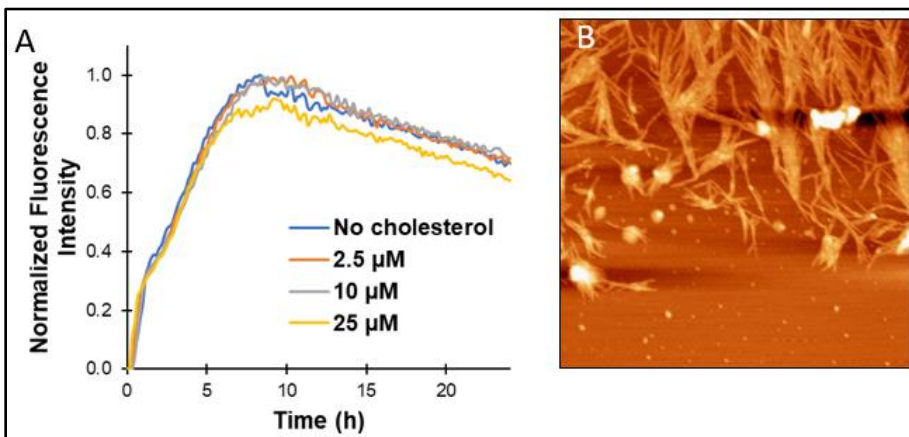 A
B
Normalized Fluorescence
Intensity
1.0
0.8
0.6
0.4
0.2
0.0
No cholesterol
2.5 µM
10 µM
25 µM
0
5
10
15
20
Time (h)